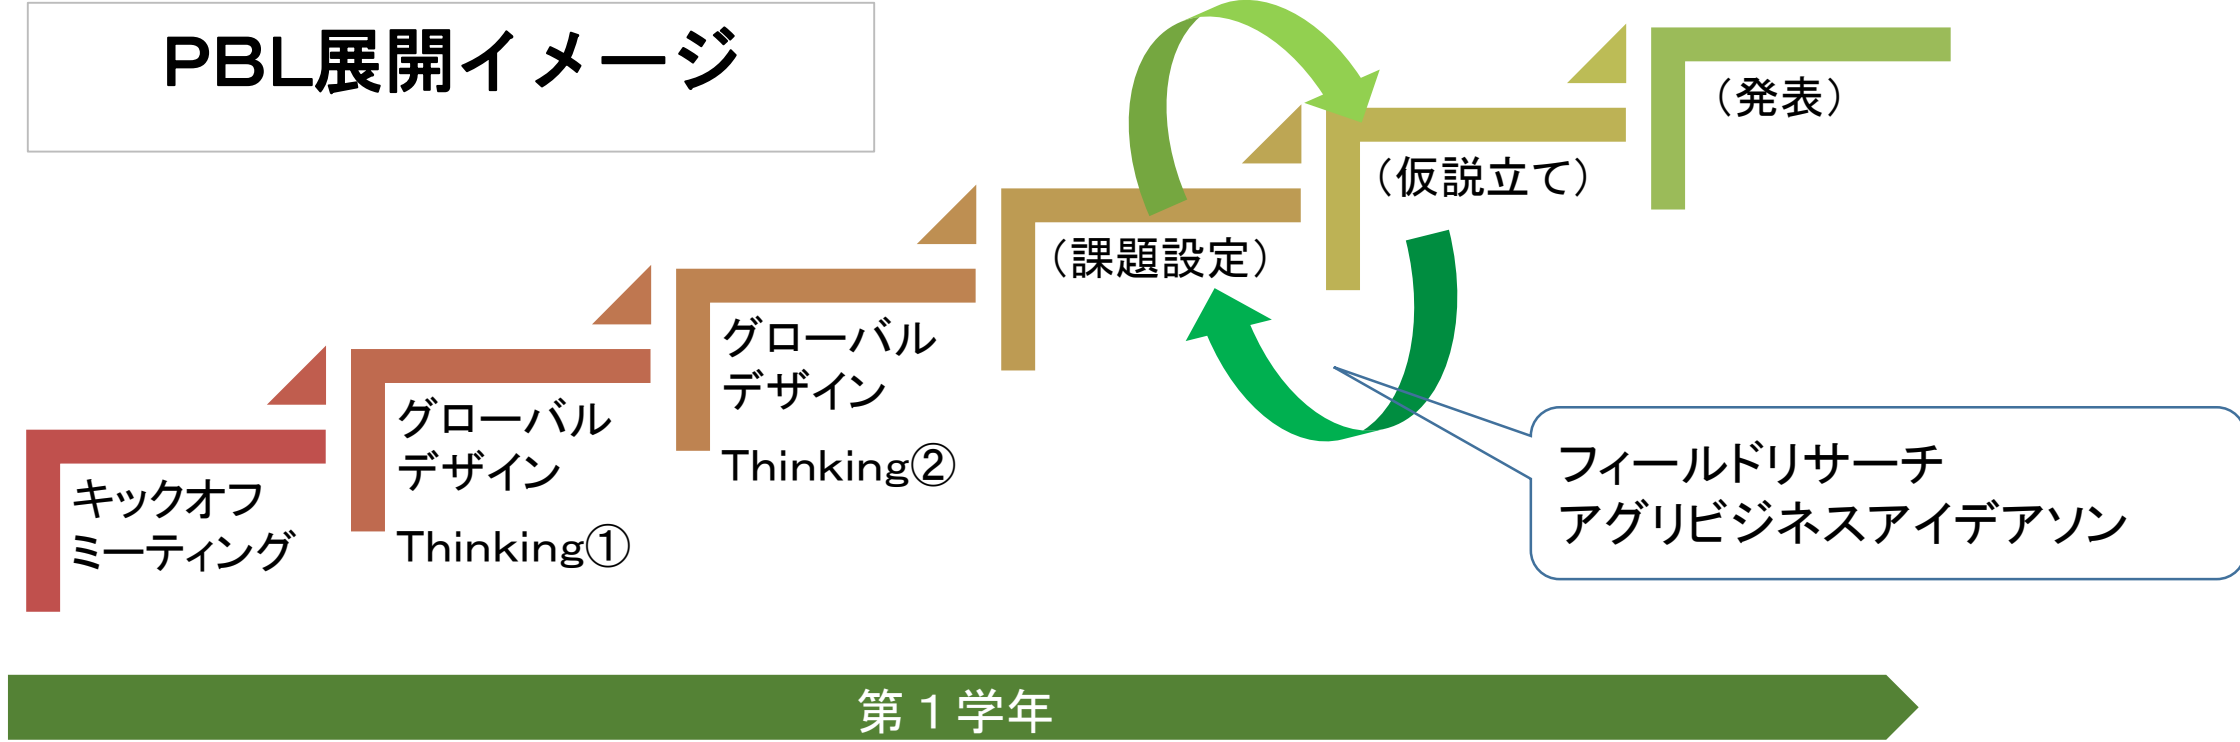 PBL展開イメージ
キックオフ
ミーティング
グローバル
デザイン
Thinking①
グローバル
デザイン
Thinking②
（課題設定）
（仮説立て）
（発表）
フィールドリサーチ
アグリビジネスアイデアソン
第１学年